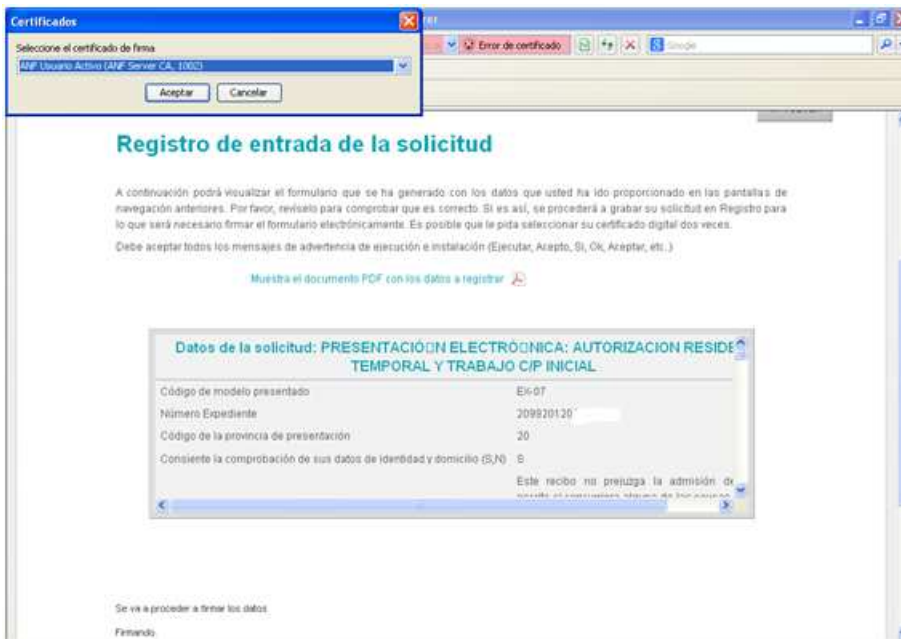 Certificados
Seleccione el certificado de firma
ANF Usuario Activo (ANF Server CA, 1002)
Aceptar Cancelar
rer
Error de certificado
Google
Registro de entrada de la solicitud
A continuación podrá visualizar el formulario que se ha generado con los datos que usted ha ido proporcionado en las pantallas de
navegación anteriores. Por favor, revíselo para comprobar que es correcto. Si es así, se procederá a grabar su solicitud en Registro para
lo que será necesario firmar el formulario electrónicamente. Es posible que le pida seleccionar su certificado digital dos veces.
Debe aceptar todos los mensajes de advertencia de ejecución e instalación (Ejecutar, Acepto, Si, Ok, Aceptar, etc..)
Muestra el documento PDF con los datos a registrar
Datos de la solicitud: PRESENTACIÓ▯N ELECTRÓ▯NICA: AUTORIZACION RESIDE
TEMPORAL Y TRABAJO C/P INICIAL
Código de modelo presentado EX-07
Número Expediente 209920120
Código de la provincia de presentación 20
Consiente la comprobación de sus datos de identidad y domicilio (S,N) S
Este recibo no prejuzga la admisión de
Se va a proceder a firmar los datos
Firmando